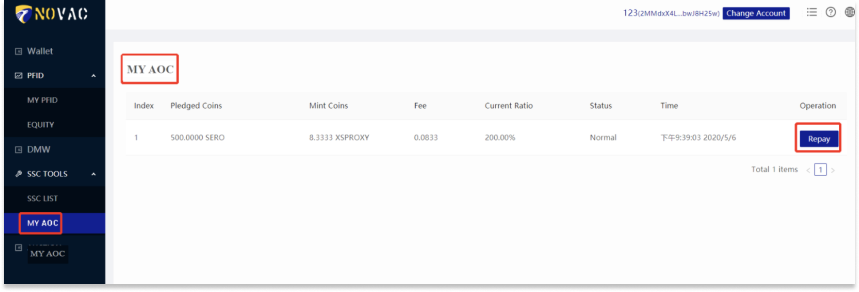 NOVAC
123(2MMdxX4L...bwJ8H25w) Change Account
Wallet
PFID
MY PFID
EQUITY
DMW
SSC TOOLS
SSC LIST
MY AOC
MY AOC
MY AOC
Index Pledged Coins Mint Coins Fee Current Ratio Status Time Operation
1 500.0000 SERO 8.3333 XSPROXY 0.0833 200.00% Normal 下午9:39:03 2020/5/6 Repay
Total 1 items < 1 >